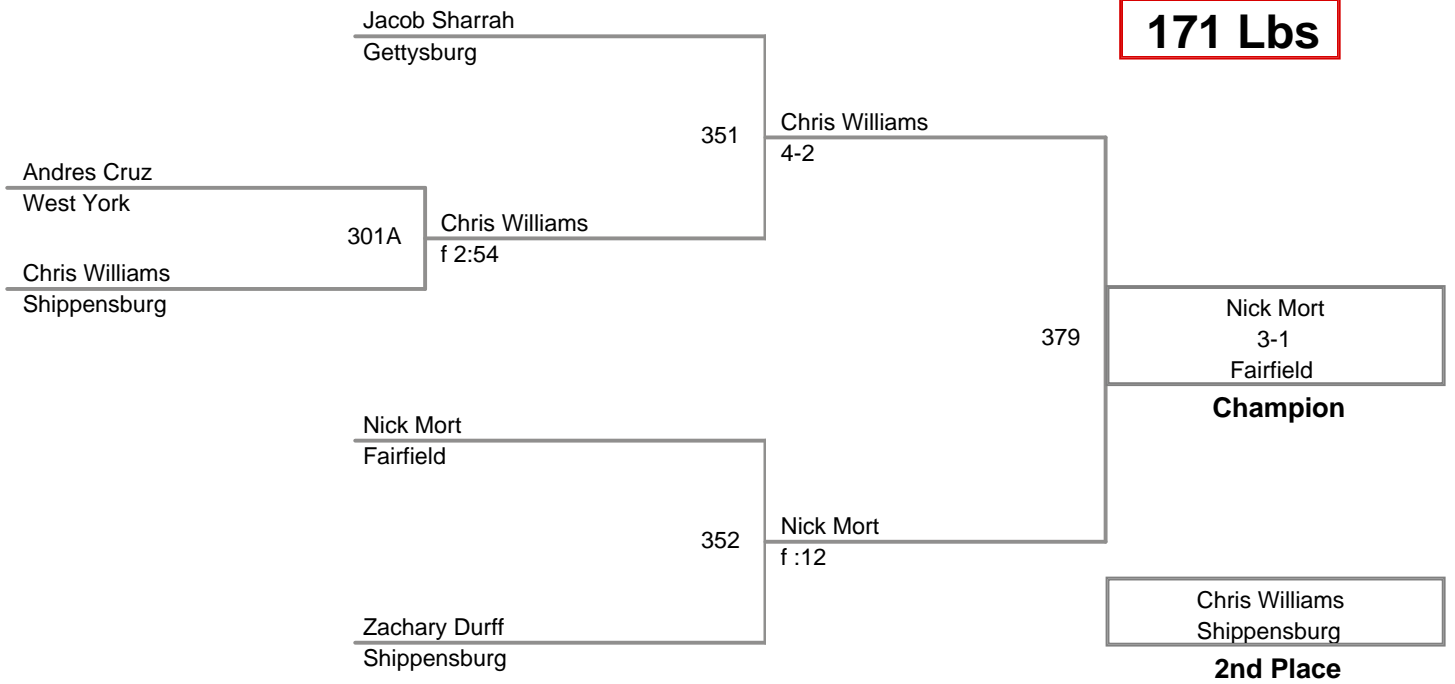 171 Lbs
Jacob Sharrah
Gettysburg
351
Chris Williams
4-2
Andres Cruz
West York
301A
Chris Williams
f 2:54
Chris Williams
Shippensburg
379
Nick Mort
3-1
Fairfield
Champion
Nick Mort
Fairfield
352
Nick Mort
f :12
Zachary Durff
Shippensburg
Chris Williams
Shippensburg
2nd Place